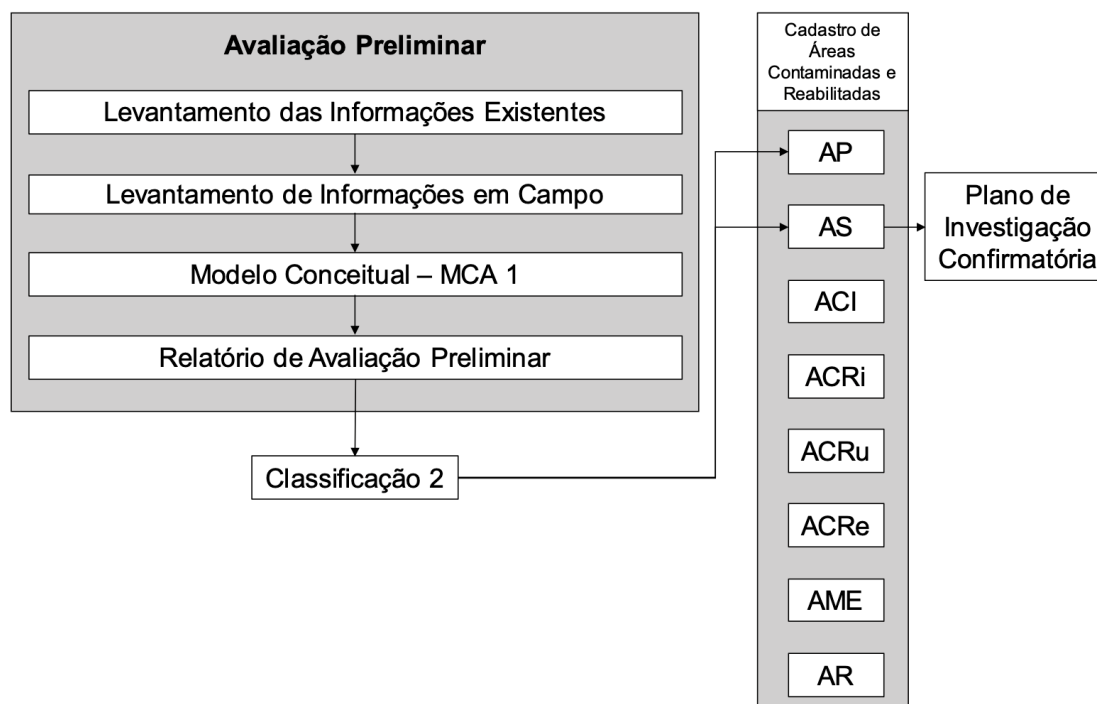 Avaliação Preliminar
Levantamento das Informações Existentes
Levantamento de Informações em Campo
Modelo Conceitual – MCA 1
Relatório de Avaliação Preliminar
Classificação 2
Cadastro de
Áreas
Contaminadas e
Reabilitadas
AP
AS
ACI
ACRi
ACRu
ACRe
AME
AR
Plano de
Investigação
Confirmatória